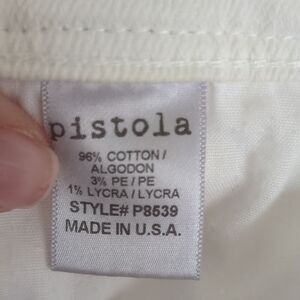 pistola
96% COTTON/
ALGODON
3% PE/PE
1% LYCRA/LYCRA
STYLE# P8539
MADE IN U.S.A.